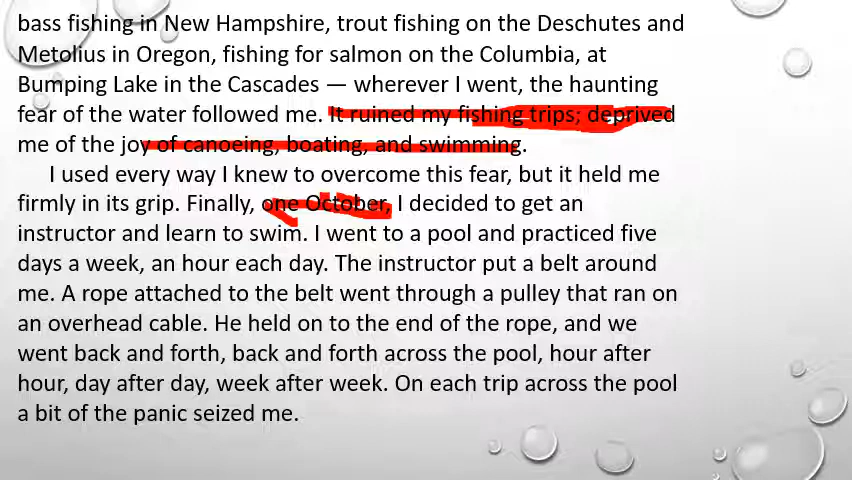 bass fishing in New Hampshire, trout fishing on the Deschutes and
Metolius in Oregon, fishing for salmon on the Columbia, at
Bumping Lake in the Cascades — wherever I went, the haunting
fear of the water followed me. It ruined my fishing trips; deprived
me of the joy of canoeing, boating, and swimming.
I used every way I knew to overcome this fear, but it held me
firmly in its grip. Finally, one October, I decided to get an
instructor and learn to swim. I went to a pool and practiced five
days a week, an hour each day. The instructor put a belt around
me. A rope attached to the belt went through a pulley that ran on
an overhead cable. He held on to the end of the rope, and we
went back and forth, back and forth across the pool, hour after
hour, day after day, week after week. On each trip across the pool
a bit of the panic seized me.